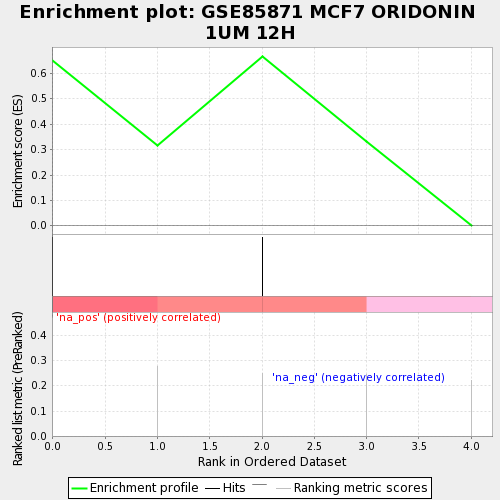 Enrichment plot: GSE85871 MCF7 ORIDONIN
1UM 12H
Enrichment score (ES)
0.6
0.5
0.4
0.3
0.2
0.1
0.0
'na_pos' (positively correlated)
Ranked list metric (PreRanked)
0.4
0.3
0.2
0.1
0.0
'na_neg' (negatively correlated)
0.0 0.5 1.0 1.5 2.0 2.5 3.0 3.5 4.0
Rank in Ordered Dataset
Enrichment profile Hits Ranking metric scores